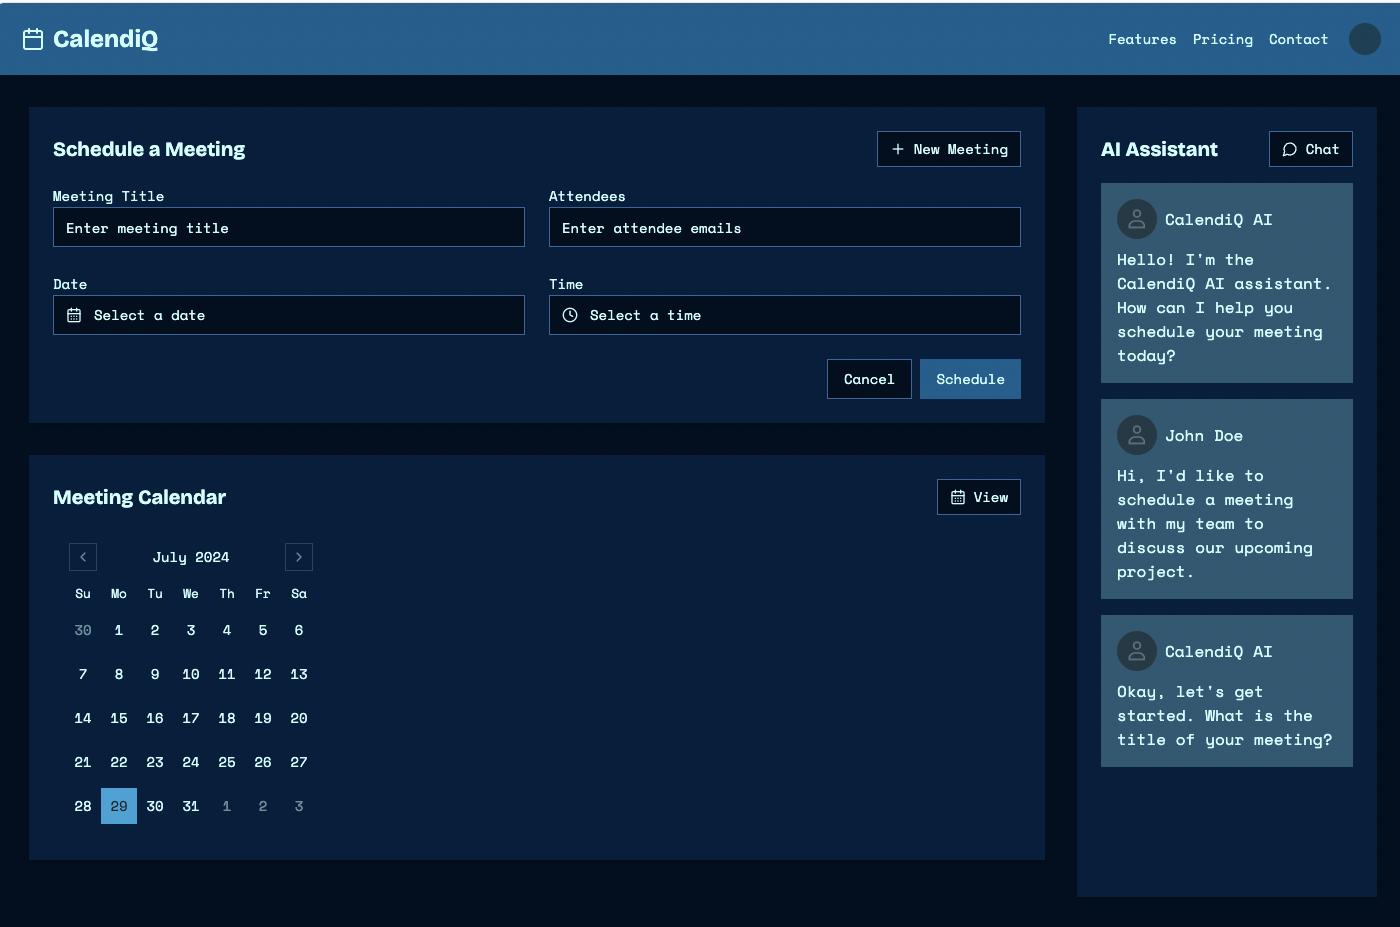 CalendiQ
Features Pricing Contact
Schedule a Meeting
New Meeting
Meeting Title
Enter meeting title
Attendees
Enter attendee emails
Date
Select a date
Time
Select a time
Cancel
Schedule
Meeting Calendar
View
July 2024
Su Mo Tu We Th Fr Sa
30 1 2 3 4 5 6
7 8 9 10 11 12 13
14 15 16 17 18 19 20
21 22 23 24 25 26 27
28 29 30 31 1 2 3
AI Assistant
Chat
CalendiQ AI
Hello! I'm the
CalendiQ AI assistant.
How can I help you
schedule your meeting
today?
John Doe
Hi, I'd like to
schedule a meeting
with my team to
discuss our upcoming
project.
CalendiQ AI
Okay, let's get
started. What is the
title of your meeting?